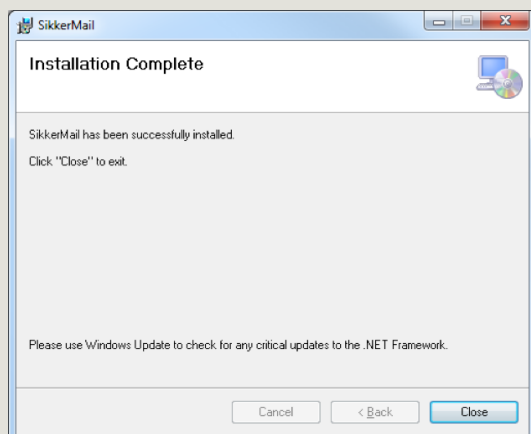 SikkerMail
Installation Complete
SikkerMail has been successfully installed.
Click "Close" to exit.
Please use Windows Update to check for any critical updates to the .NET Framework.
Cancel
< Back
Close